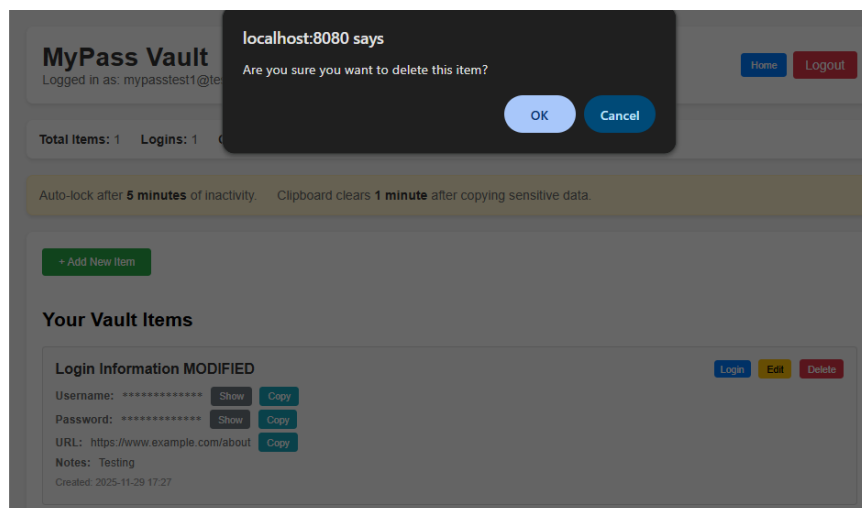 localhost:8080 says
Are you sure you want to delete this item?
OK Cancel
MyPass Vault
Logged in as: mypasstest1@te
Home Logout
Total Items: 1 Logins: 1
Auto-lock after 5 minutes of inactivity. Clipboard clears 1 minute after copying sensitive data.
+ Add New Item
Your Vault Items
Login Information MODIFIED
Login Edit Delete
Username: ************* Show Copy
Password: ************* Show Copy
URL: https://www.example.com/about Copy
Notes: Testing
Created: 2025-11-29 17:27